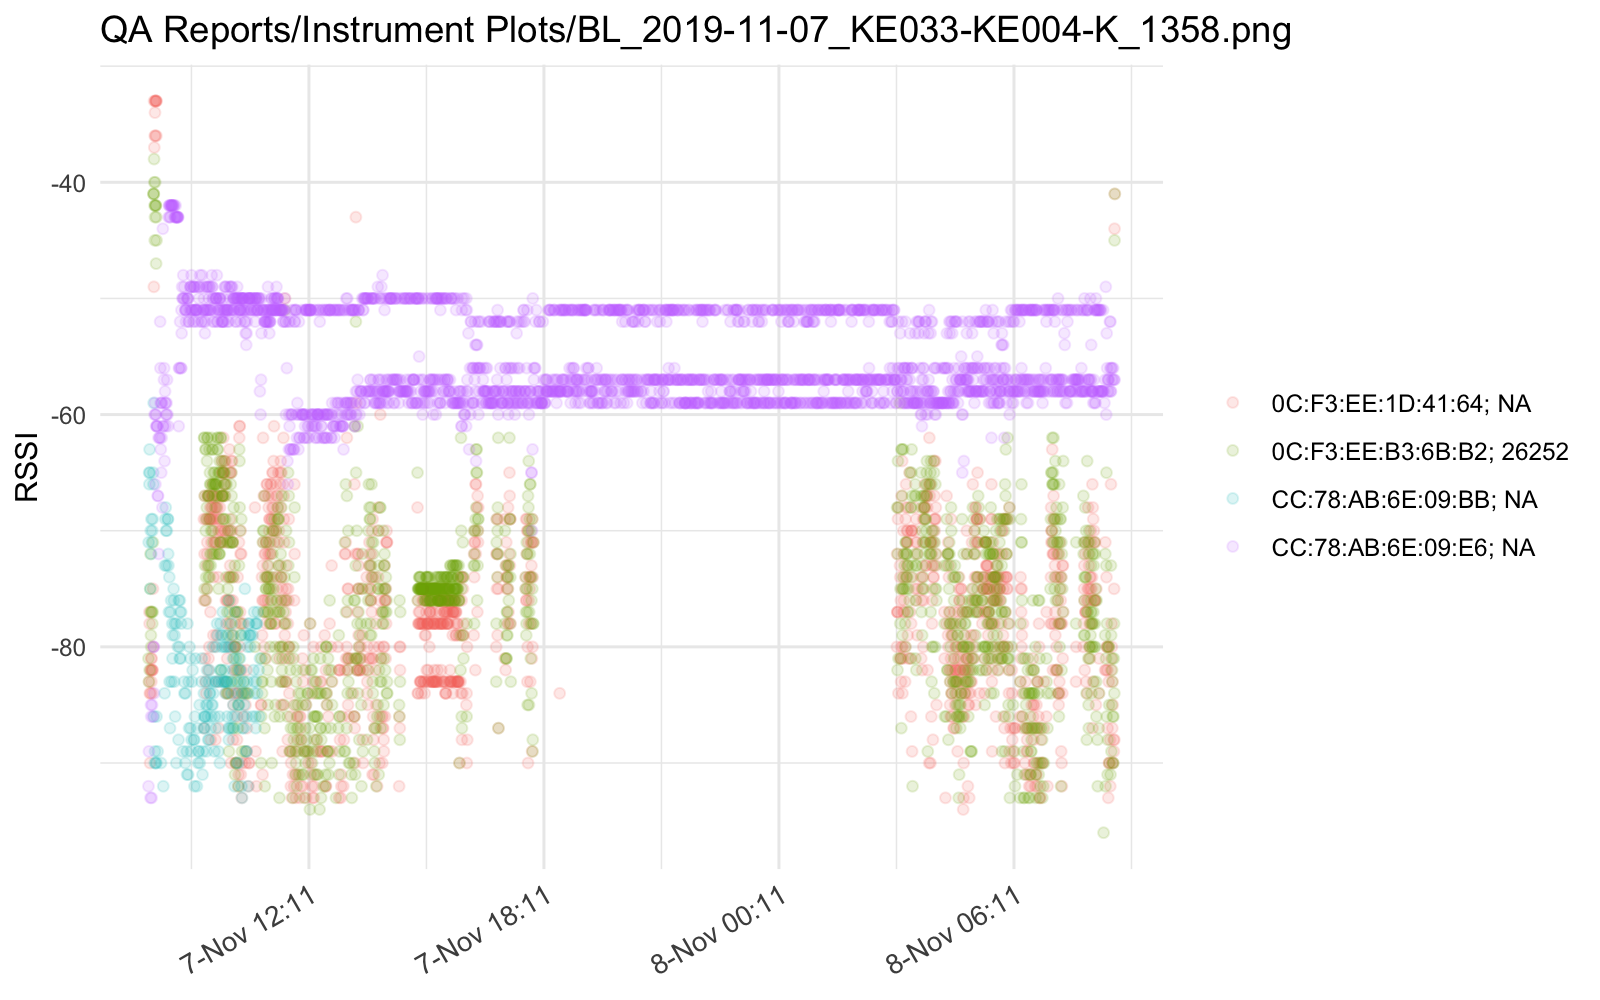 QA Reports/Instrument Plots/BL_2019-11-07_KE033-KE004-K_1358.png
RSSI
-40
-60
-80
7-Nov 12:11
7-Nov 18:11
8-Nov 00:11
8-Nov 06:11
0C:F3:EE:1D:41:64; NA
0C:F3:EE:B3:6B:B2; 26252
CC:78:AB:6E:09:BB; NA
CC:78:AB:6E:09:E6; NA